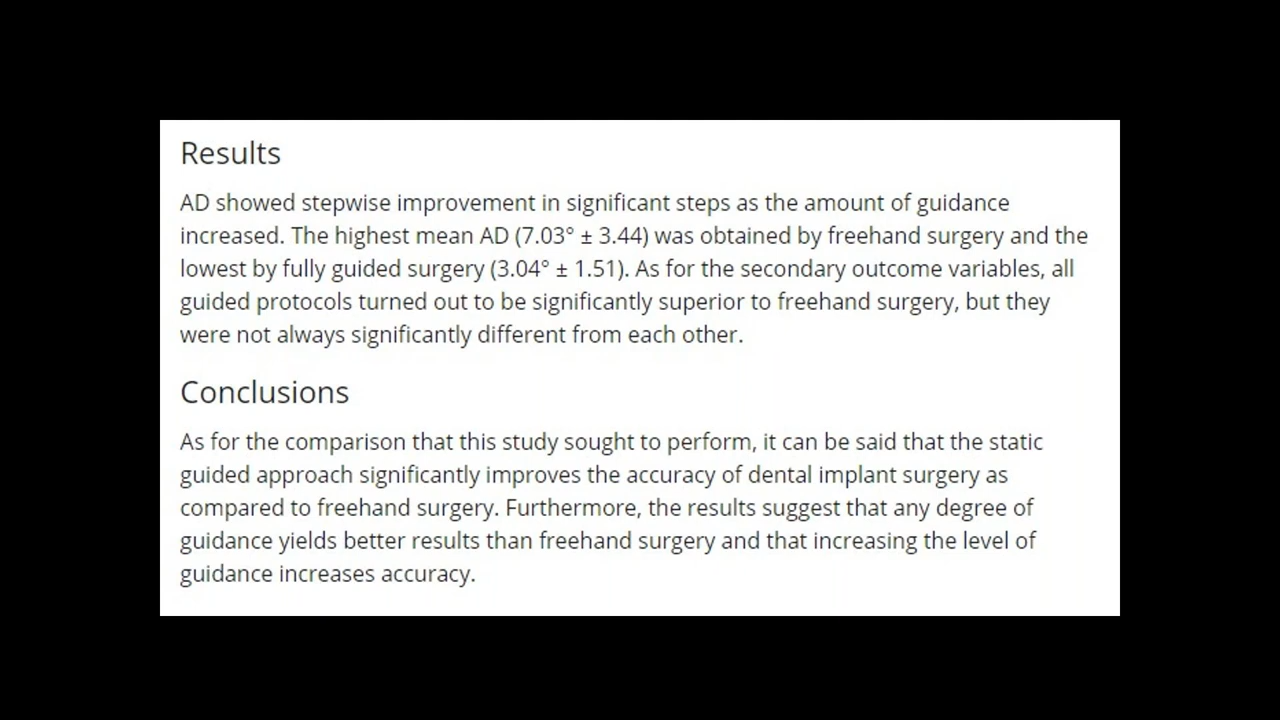 Results
AD showed stepwise improvement in significant steps as the amount of guidance
increased. The highest mean AD (7.03° ± 3.44) was obtained by freehand surgery and the
lowest by fully guided surgery (3.04° ± 1.51). As for the secondary outcome variables, all
guided protocols turned out to be significantly superior to freehand surgery, but they
were not always significantly different from each other.
Conclusions
As for the comparison that this study sought to perform, it can be said that the static
guided approach significantly improves the accuracy of dental implant surgery as
compared to freehand surgery. Furthermore, the results suggest that any degree of
guidance yields better results than freehand surgery and that increasing the level of
guidance increases accuracy.